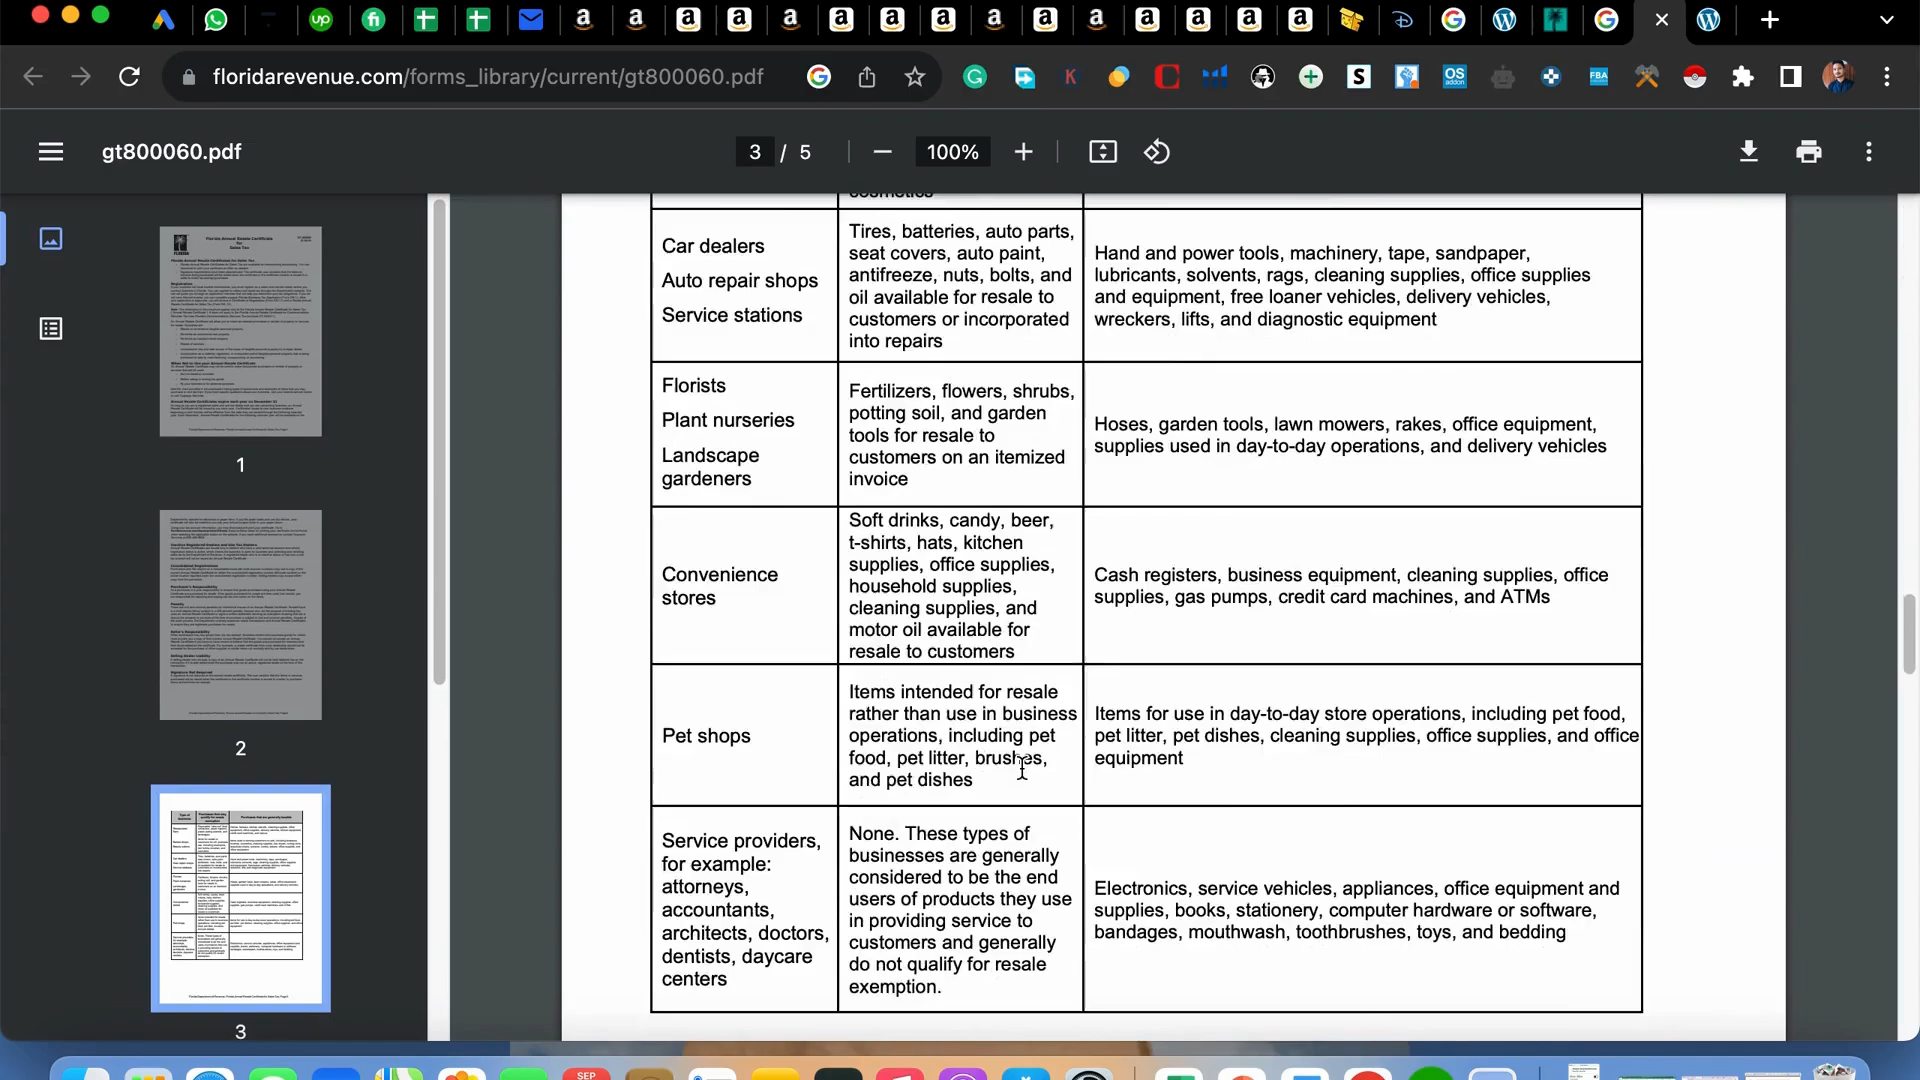 floridarevenue.com/forms_library/current/gt800060.pdf
gt800060.pdf
3 / 5
100%
Car dealers
Auto repair shops
Service stations
Tires, batteries, auto parts,
seat covers, auto paint,
antifreeze, nuts, bolts, and
oil available for resale to
customers or incorporated
into repairs
Hand and power tools, machinery, tape, sandpaper,
lubricants, solvents, rags, cleaning supplies, office supplies
and equipment, free loaner vehicles, delivery vehicles,
wreckers, lifts, and diagnostic equipment
Florists
Plant nurseries
Landscape
gardeners
Fertilizers, flowers, shrubs,
potting soil, and garden
tools for resale to
customers on an itemized
invoice
Hoses, garden tools, lawn mowers, rakes, office equipment,
supplies used in day-to-day operations, and delivery vehicles
Convenience
stores
Soft drinks, candy, beer,
t-shirts, hats, kitchen
supplies, office supplies,
household supplies,
cleaning supplies, and
motor oil available for
resale to customers
Cash registers, business equipment, cleaning supplies, office
supplies, gas pumps, credit card machines, and ATMs
Pet shops
Items intended for resale
rather than use in business
operations, including pet
food, pet litter, brushes,
and pet dishes
Items for use in day-to-day store operations, including pet food,
pet litter, pet dishes, cleaning supplies, office supplies, and office
equipment
Service providers,
for example:
attorneys,
accountants,
architects, doctors,
dentists, daycare
centers
None. These types of
businesses are generally
considered to be the end
users of products they use
in providing service to
customers and generally
do not qualify for resale
exemption.
Electronics, service vehicles, appliances, office equipment and
supplies, books, stationery, computer hardware or software,
bandages, mouthwash, toothbrushes, toys, and bedding
1
2
3
SEP